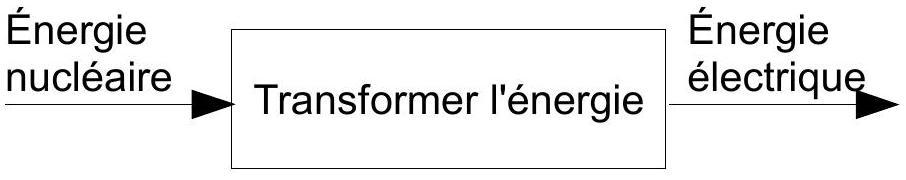 Énergie
nucléaire
Transformer l'énergie
Énergie
électrique